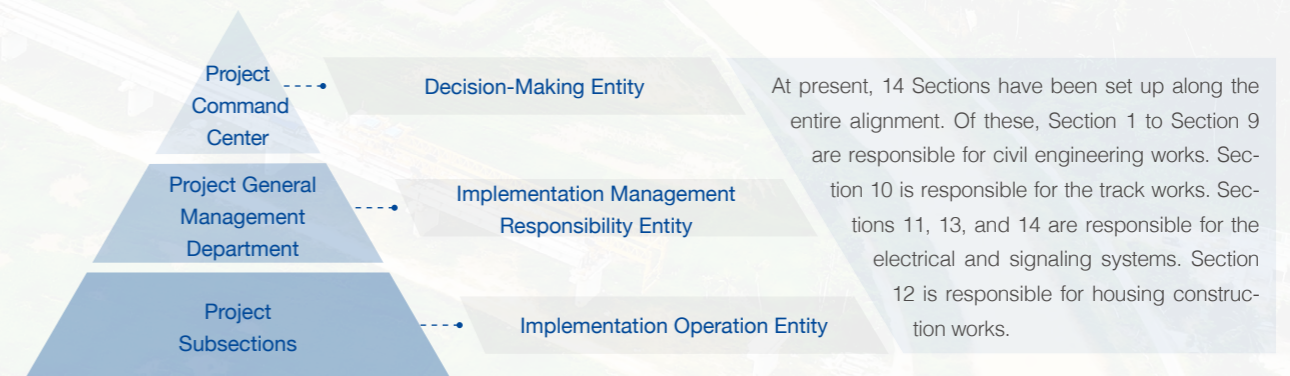 Project
Command
Center
Decision-Making Entity
Project General
Management
Department
Implementation Management
Responsibility Entity
Project
Subsections
Implementation Operation Entity
At present, 14 Sections have been set up along the
entire alignment. Of these, Section 1 to Section 9
are responsible for civil engineering works. Sec-
tion 10 is responsible for the track works. Sec-
tions 11, 13, and 14 are responsible for the
electrical and signaling systems. Section
12 is responsible for housing construc-
tion works.